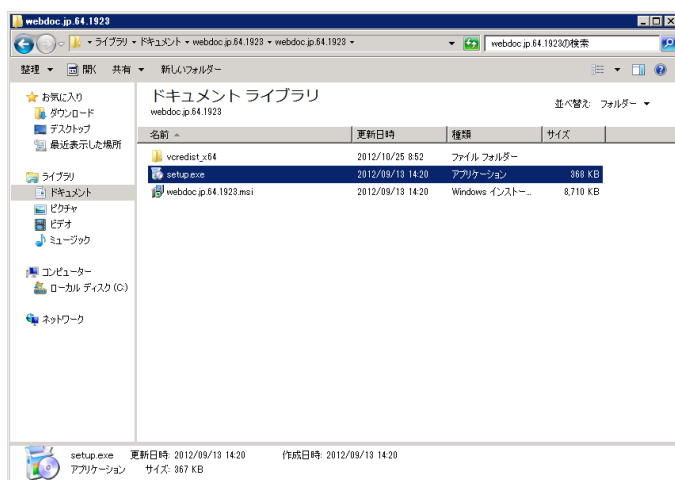 webdoc.jp.64.1923
ライブラリ ドキュメント webdoc.jp.64.1923 webdoc.jp.64.1923 webdoc.jp.64.1923の検索
整理 開く 共有 新しいフォルダー
お気に入り
ダウンロード
デスクトップ
最近表示した場所
ライブラリ
ドキュメント
ピクチャ
ビデオ
ミュージック
コンピューター
ローカル ディスク (C:)
ネットワーク
ドキュメント ライブラリ
webdoc.jp.64.1923
並べ替え: フォルダー
名前 更新日時 種類 サイズ
vcredist_x64 2012/10/25 8:52 ファイル フォルダー
setup.exe 2012/09/13 14:20 アプリケーション 368 KB
webdoc.jp.64.1923.msi 2012/09/13 14:20 Windows インストー... 8,710 KB
setup.exe 更新日時: 2012/09/13 14:20 作成日時: 2012/09/13 14:20
アプリケーション サイズ: 367 KB